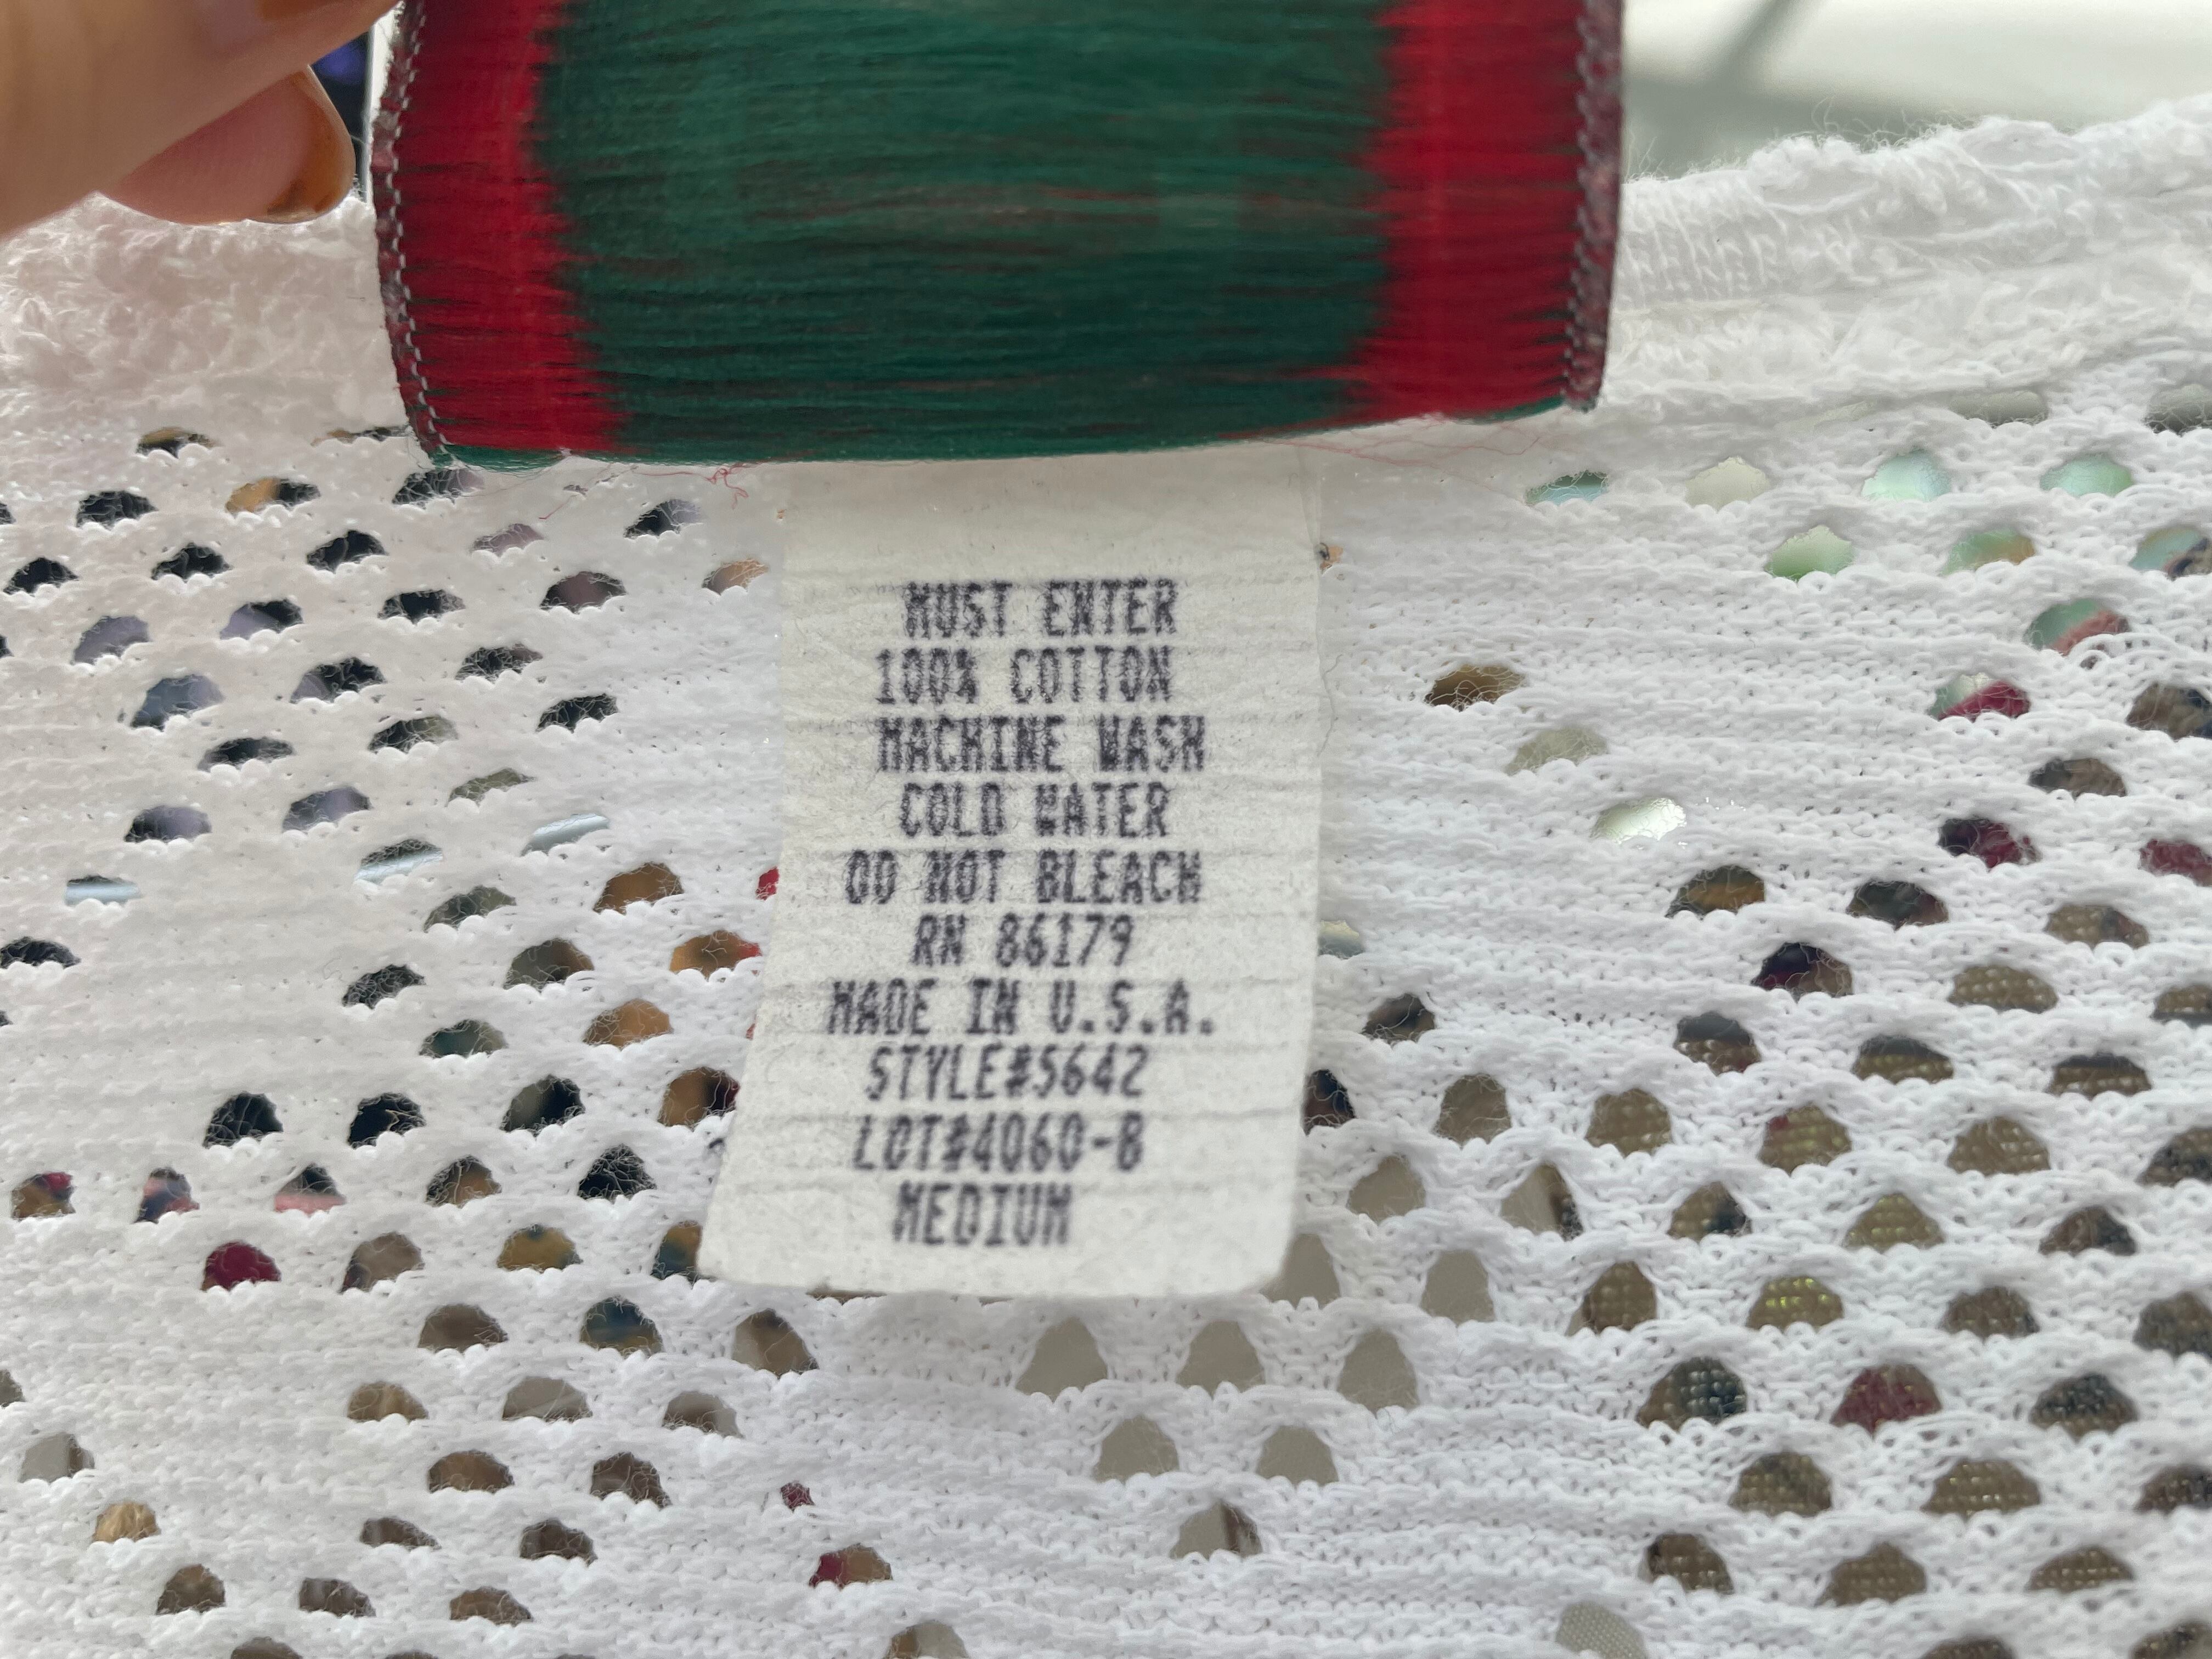 MUST ENTER
100% COTTON
MACHINE WASH
COLD WATER
DO NOT BLEACH
RN 86179
MADE IN U.S.A.
STYLE#5642
LOT#4060-B
MEDIUM